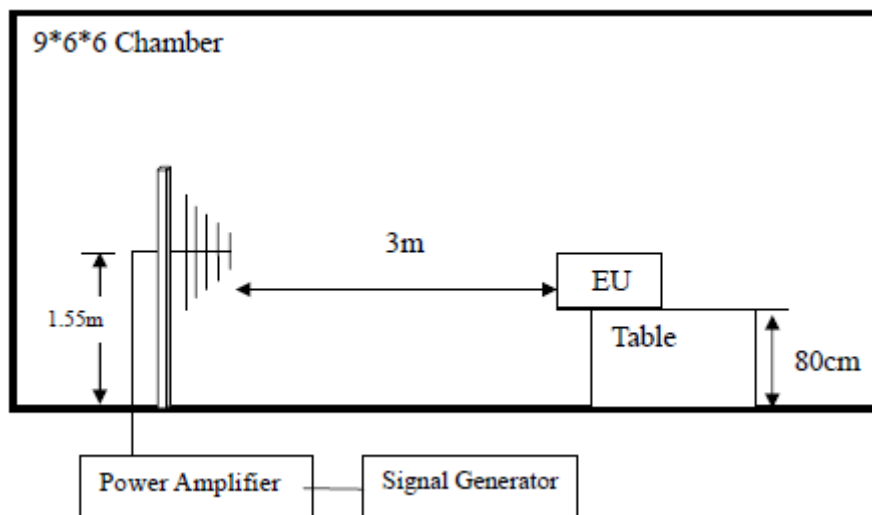 9*6*6 Chamber
3m
EU
1.55m
Table
80cm
Power Amplifier
Signal Generator